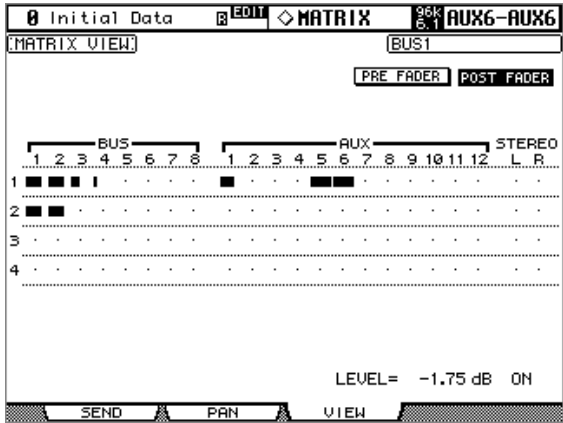 0 Initial Data R EDIT ◇MATRIX 96k 6.1 AUX6-AUX6
MATRIX VIEW BUS1
PRE FADER POST FADER
BUS AUX STEREO
1 2 3 4 5 6 7 8 1 2 3 4 5 6 7 8 9 10 11 12 L R
1
2
3
4
LEVEL= -1.75 dB ON
SEND PAN VIEW